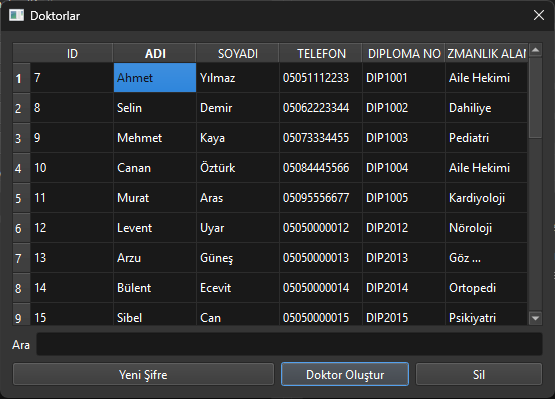 Doktorlar
ID ADI SOYADI TELEFON DIPLOMA NO ZMANLIK ALAN
1 7 Ahmet Yılmaz 05051112233 DIP1001 Aile Hekimi
2 8 Selin Demir 05062223344 DIP1002 Dahiliye
3 9 Mehmet Kaya 05073334455 DIP1003 Pediatri
4 10 Canan Öztürk 05084445566 DIP1004 Aile Hekimi
5 11 Murat Aras 05095556677 DIP1005 Kardiyoloji
6 12 Levent Uyar 05050000012 DIP2012 Nöroloji
7 13 Arzu Güneş 05050000013 DIP2013 Göz ...
8 14 Bülent Ecevit 05050000014 DIP2014 Ortopedi
9 15 Sibel Can 05050000015 DIP2015 Psikiyatri
Ara
Yeni Şifre Doktor Oluştur Sil